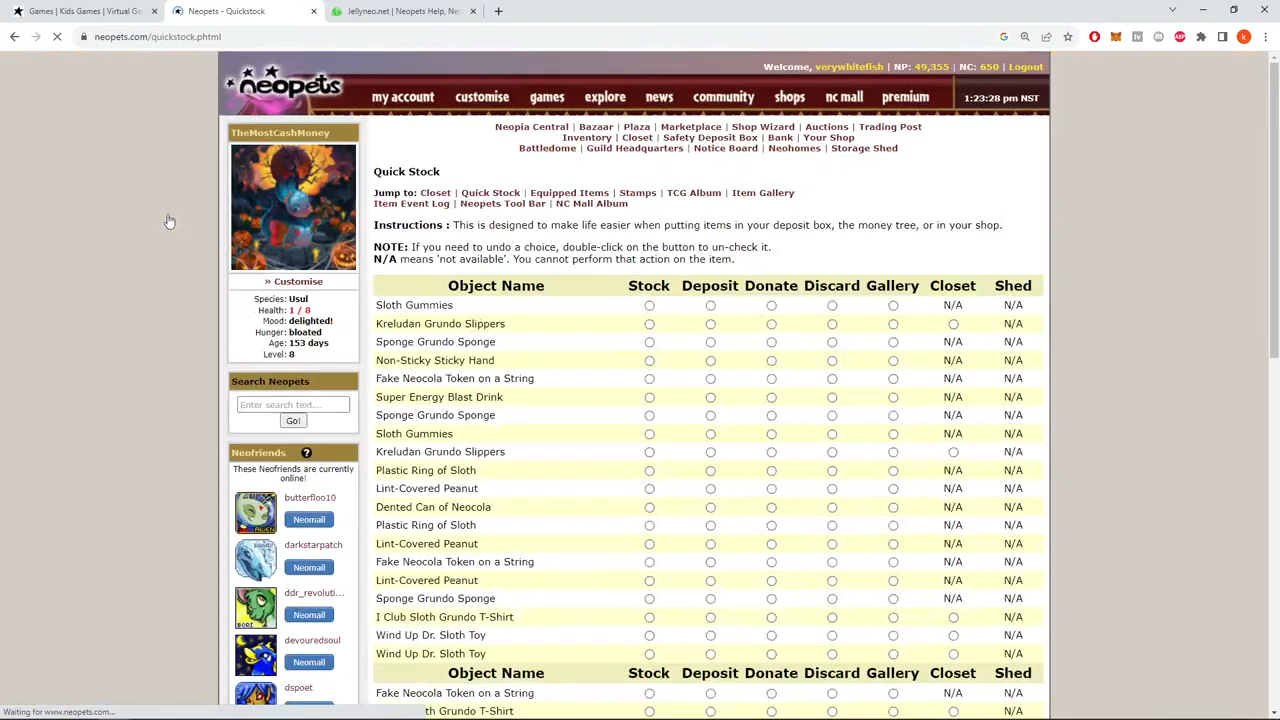 Games | Kids Games | Virtual G
Neopets - Quickstock
Jellyneo.net | Neopets Help, Ne
neopets.com/quickstock.phtml
neopets
Welcome, verywhitefish | NP: 49,355 | NC: 650 | Logout
my account customise games explore news community shops nc mall premium 1:23:28 pm NST
TheMostCashMoney
» Customise
Species: Usul
Health: 1 / 8
Mood: delighted!
Hunger: bloated
Age: 153 days
Level: 8
Search Neopets
Enter search text...
Go!
Neofriends ?
These Neofriends are currently
online!
butterfloo10
Neomail
darkstarpatch
Neomail
ddr_revoluti...
Neomail
devouredsoul
Neomail
dspoet
Neopia Central | Bazaar | Plaza | Marketplace | Shop Wizard | Auctions | Trading Post
Inventory | Closet | Safety Deposit Box | Bank | Your Shop
Battledome | Guild Headquarters | Notice Board | Neohomes | Storage Shed
Quick Stock
Jump to: Closet | Quick Stock | Equipped Items | Stamps | TCG Album | Item Gallery
Item Event Log | Neopets Tool Bar | NC Mall Album
Instructions : This is designed to make life easier when putting items in your deposit box, the money tree, or in your shop.
NOTE: If you need to undo a choice, double-click on the button to un-check it.
N/A means 'not available'. You cannot perform that action on the item.
Object Name Stock Deposit Donate Discard Gallery Closet Shed
Sloth Gummies N/A N/A
Kreludan Grundo Slippers N/A
Sponge Grundo Sponge N/A N/A
Non-Sticky Sticky Hand N/A N/A
Fake Neocola Token on a String N/A N/A
Super Energy Blast Drink N/A N/A
Sponge Grundo Sponge N/A N/A
Sloth Gummies N/A N/A
Kreludan Grundo Slippers N/A
Plastic Ring of Sloth N/A N/A
Lint-Covered Peanut N/A N/A
Dented Can of Neocola N/A N/A
Plastic Ring of Sloth N/A N/A
Lint-Covered Peanut N/A N/A
Fake Neocola Token on a String N/A N/A
Lint-Covered Peanut N/A N/A
Sponge Grundo Sponge N/A N/A
I Club Sloth Grundo T-Shirt N/A
Wind Up Dr. Sloth Toy N/A
Wind Up Dr. Sloth Toy N/A
Object Name Stock Deposit Donate Discard Gallery Closet Shed
Fake Neocola Token on a String N/A N/A
Sloth Grundo T-Shirt N/A
Waiting for www.neopets.com...